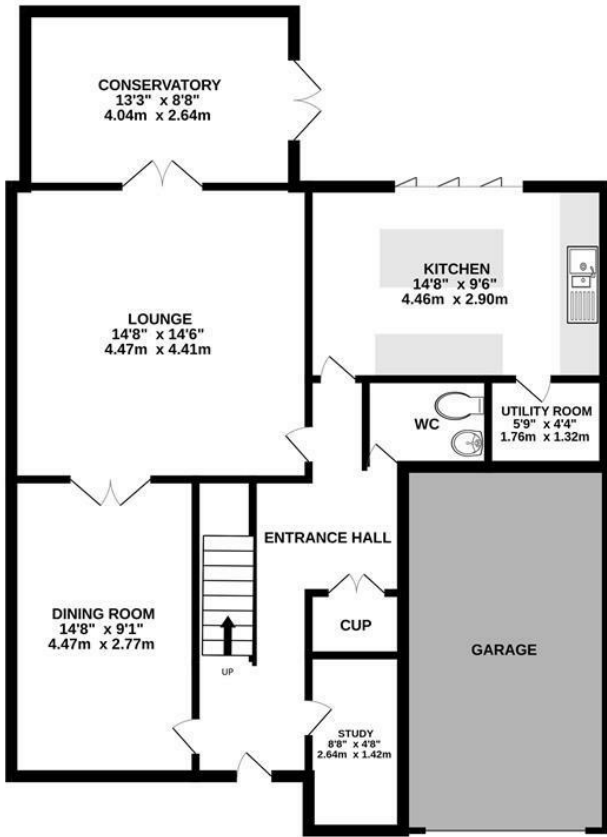 CONSERVATORY
13'3" x 8'8"
4.04m x 2.64m
KITCHEN
14'8" x 9'6"
4.46m x 2.90m
LOUNGE
14'8" x 14'6"
4.47m x 4.41m
WC
UTILITY ROOM
5'9" x 4'4"
1.76m x 1.32m
ENTRANCE HALL
DINING ROOM
14'8" x 9'1"
4.47m x 2.77m
CUP
GARAGE
UP
STUDY
8'8" x 4'8"
2.64m x 1.42m